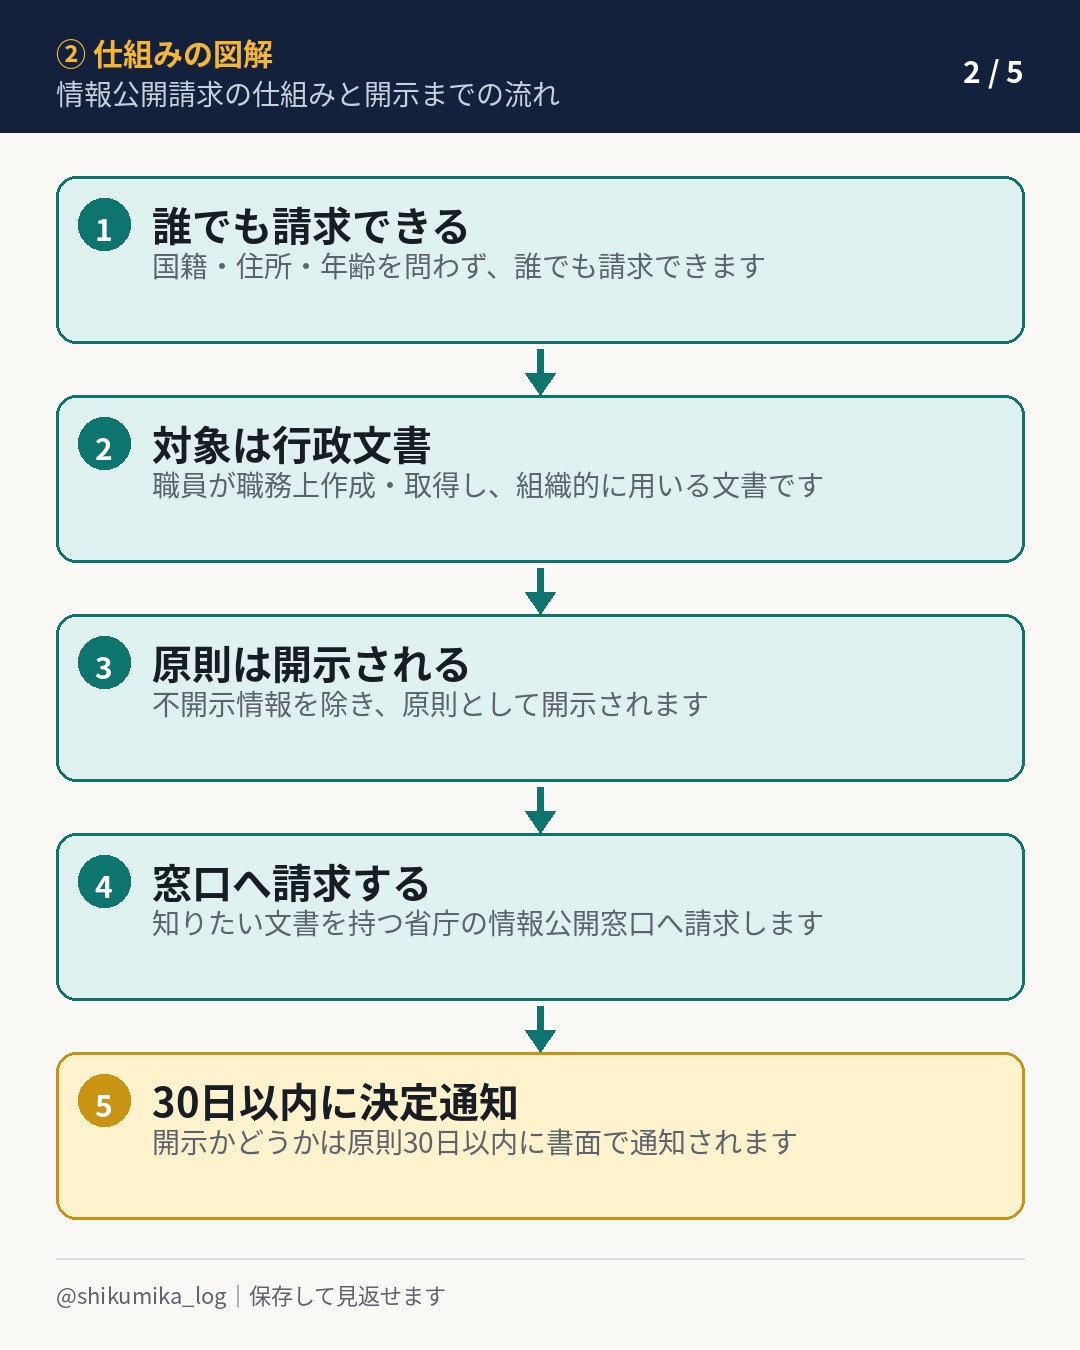 ② 仕組みの図解
情報公開請求の仕組みと開示までの流れ
2 / 5
1
誰でも請求できる
国籍・住所・年齢を問わず、誰でも請求できます
2
対象は行政文書
職員が職務上作成・取得し、組織的に用いる文書です
3
原則は開示される
不開示情報を除き、原則として開示されます
4
窓口へ請求する
知りたい文書を持つ省庁の情報公開窓口へ請求します
5
30日以内に決定通知
開示かどうかは原則30日以内に書面で通知されます
@shikumika_log｜保存して見返せます